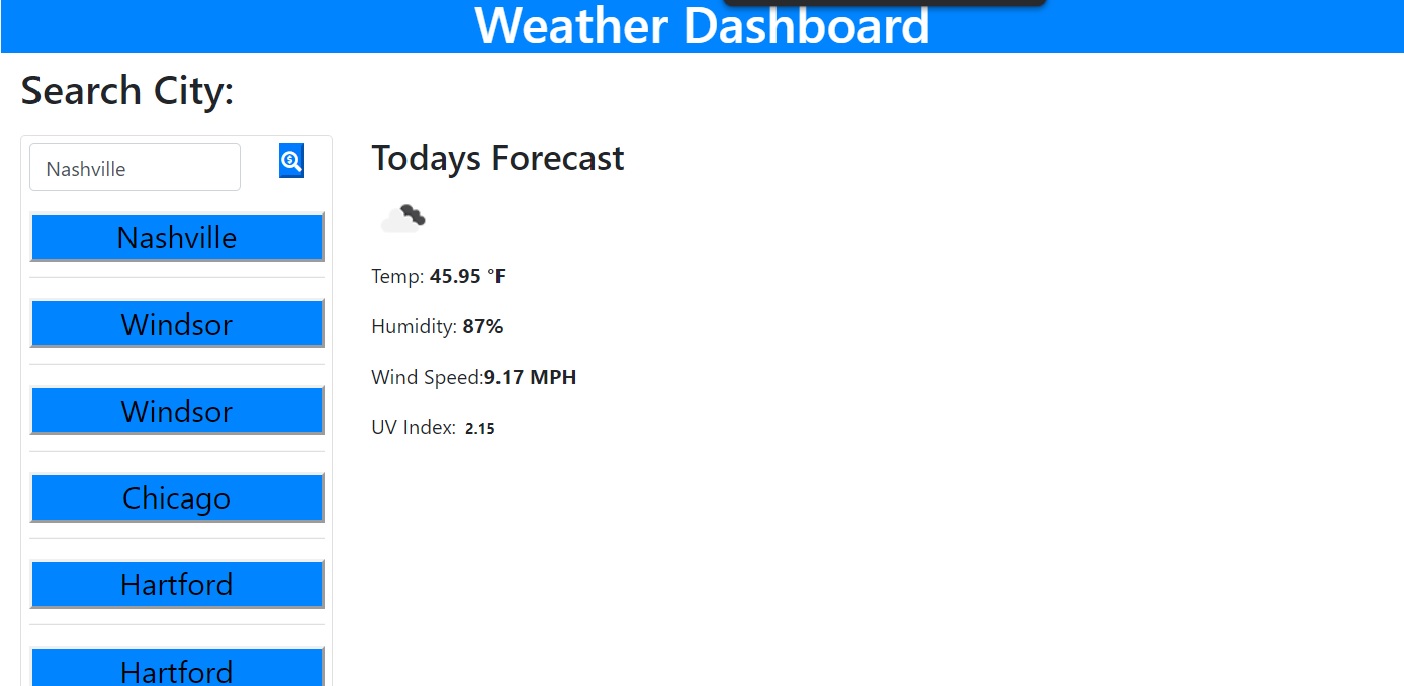 Weather Dashboard
Search City:
Nashville
Nashville
Windsor
Windsor
Chicago
Hartford
Hartford
Todays Forecast
Temp: 45.95 °F
Humidity: 87%
Wind Speed:9.17 MPH
UV Index: 2.15